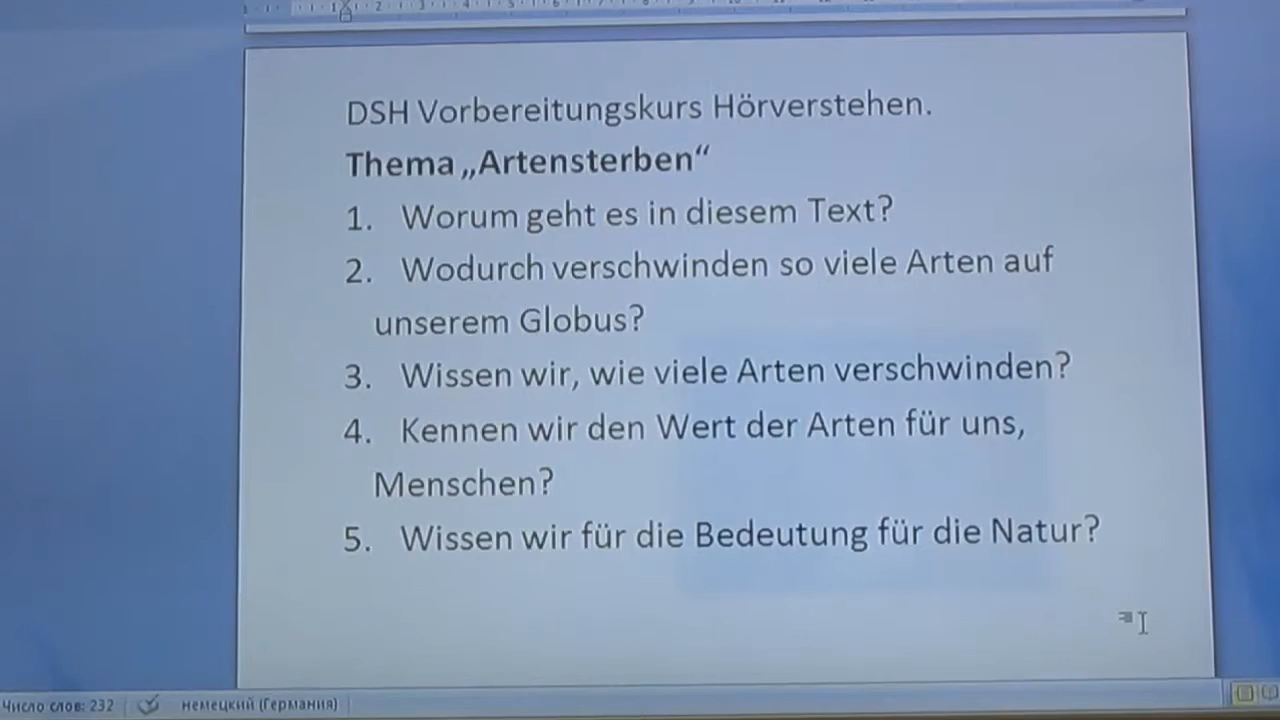 DSH Vorbereitungskurs Hörverstehen.
Thema „Artensterben“
1. Worum geht es in diesem Text?
2. Wodurch verschwinden so viele Arten auf
unserem Globus?
3. Wissen wir, wie viele Arten verschwinden?
4. Kennen wir den Wert der Arten für uns,
Menschen?
5. Wissen wir für die Bedeutung für die Natur?
Число слов: 232 немецкий (Германия)